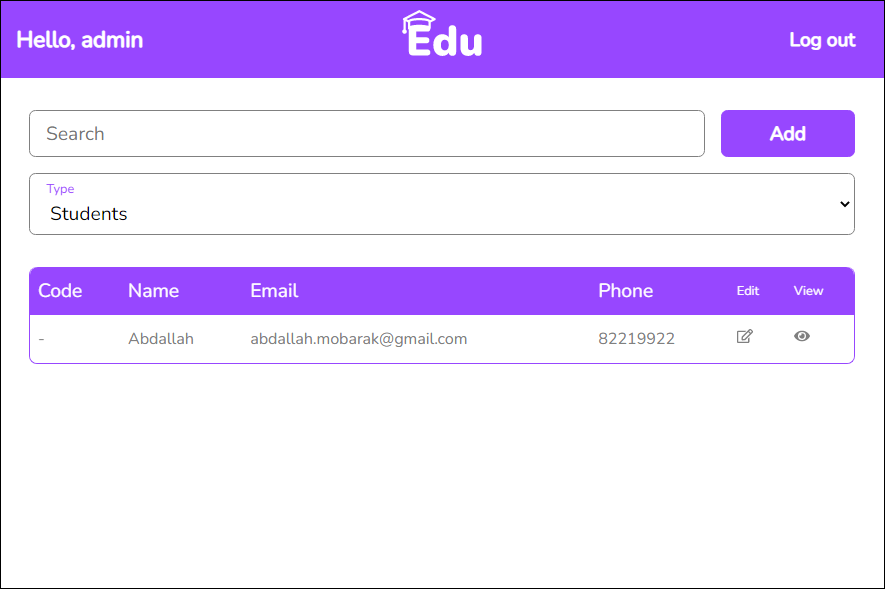 Hello, admin
Edu
Log out
Search
Add
Type
Students
Code Name Email Phone Edit View
- Abdallah abdallah.mobarak@gmail.com 82219922